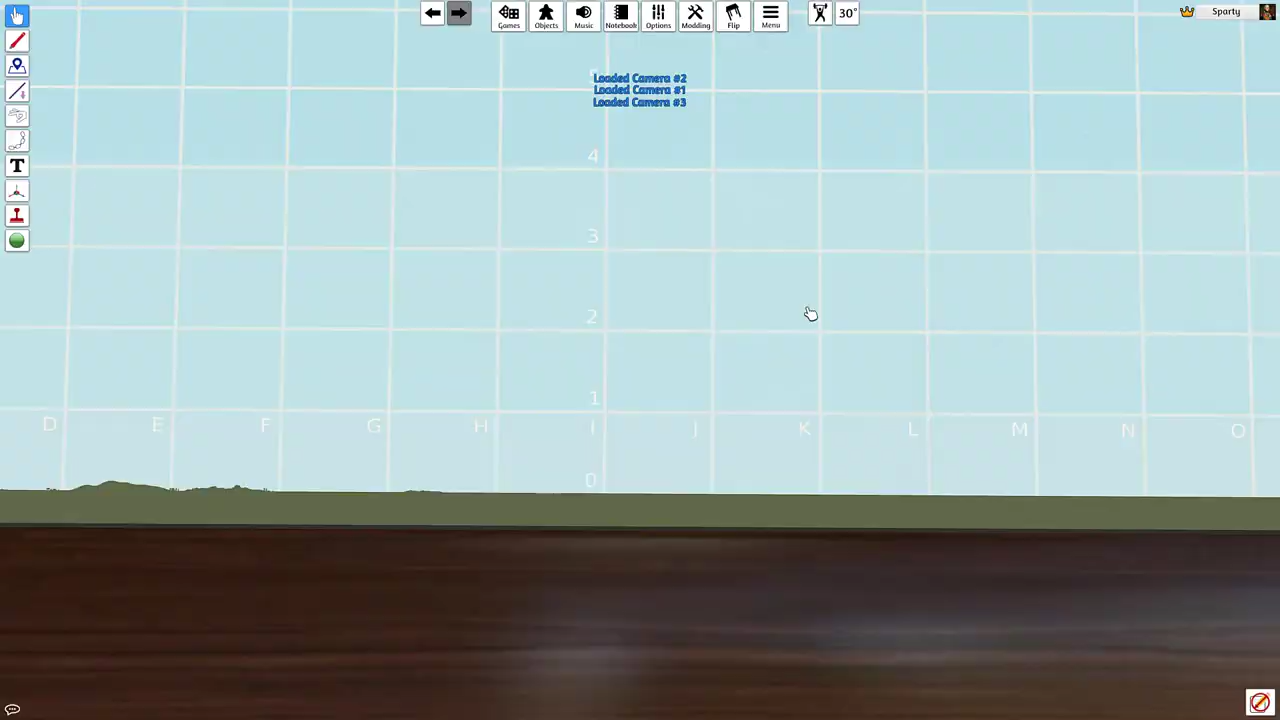 Games Objects Music Notebook Options Modding Flip Menu 30° Sparty
T
Loaded Camera #2
Loaded Camera #1
Loaded Camera #3
4
3
2
1
D E F G H I J K L M N O
0